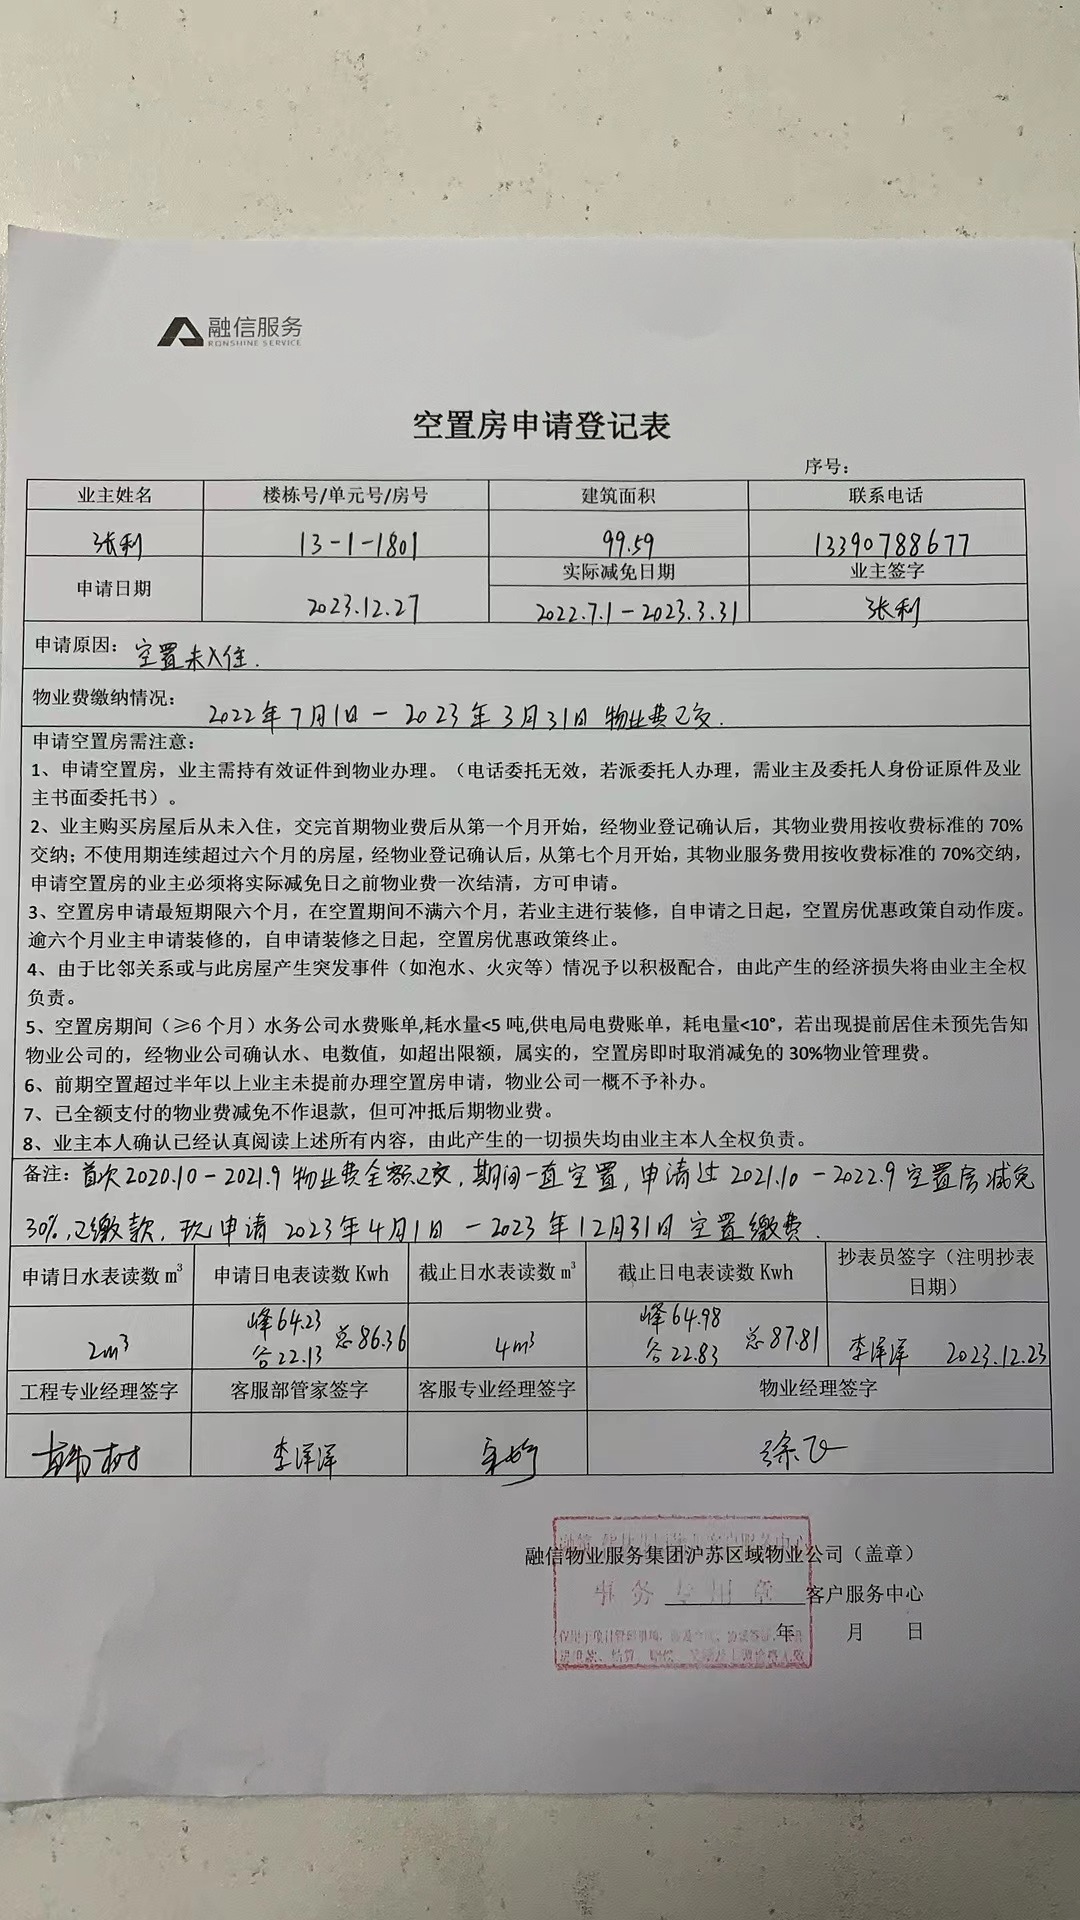 融信服务
RONSHINE SERVICE
空置房申请登记表
序号：
业主姓名 楼栋号/单元号/房号 建筑面积 联系电话
张利 13-1-1801 99.59 13390788677
申请日期 2023.12.27 实际减免日期 业主签字
2022.7.1-2023.3.31 张利
申请原因：空置未入住.
物业费缴纳情况：2022年7月1日-2023年3月31日物业费已交.
申请空置房需注意：
1、申请空置房，业主需持有效证件到物业办理。（电话委托无效，若派委托人办理，需业主及委托人身份证原件及业
主书面委托书）。
2、业主购买房屋后从未入住，交完首期物业费后从第一个月开始，经物业登记确认后，其物业费用按收费标准的 70%
交纳；不使用期连续超过六个月的房屋，经物业登记确认后，从第七个月开始，其物业服务费用按收费标准的 70%交纳，
申请空置房的业主必须将实际减免日之前物业费一次结清，方可申请。
3、空置房申请最短期限六个月，在空置期间不满六个月，若业主进行装修，自申请之日起，空置房优惠政策自动作废。
逾六个月业主申请装修的，自申请装修之日起，空置房优惠政策终止。
4、由于比邻关系或与此房屋产生突发事件（如泡水、火灾等）情况予以积极配合，由此产生的经济损失将由业主全权
负责。
5、空置房期间（≥6 个月）水务公司水费账单,耗水量<5 吨,供电局电费账单，耗电量<10°，若出现提前居住未预先告知
物业公司的，经物业公司确认水、电数值，如超出限额，属实的，空置房即时取消减免的 30%物业管理费。
6、前期空置超过半年以上业主未提前办理空置房申请，物业公司一概不予补办。
7、已全额支付的物业费减免不作退款，但可冲抵后期物业费。
8、业主本人确认已经认真阅读上述所有内容，由此产生的一切损失均由业主本人全权负责。
备注：首次2020.10-2021.9物业费全额已交，期间一直空置，申请过2021.10-2022.9空置房减免
30%，已缴款，现申请2023年4月1日-2023年12月31日空置缴费.
申请日水表读数 m³ 申请日电表读数 Kwh 截止日水表读数 m³ 截止日电表读数 Kwh 抄表员签字（注明抄表
日期）
2m³ 峰64.23 谷22.13 总86.36 4m³ 峰64.98 谷22.83 总87.81 李洋洋 2023.12.23
工程专业经理签字 客服部管家签字 客服专业经理签字 物业经理签字
李洋洋 徐飞
融信物业服务集团沪苏区域物业公司（盖章）
事务专用章
客户服务中心
年 月 日